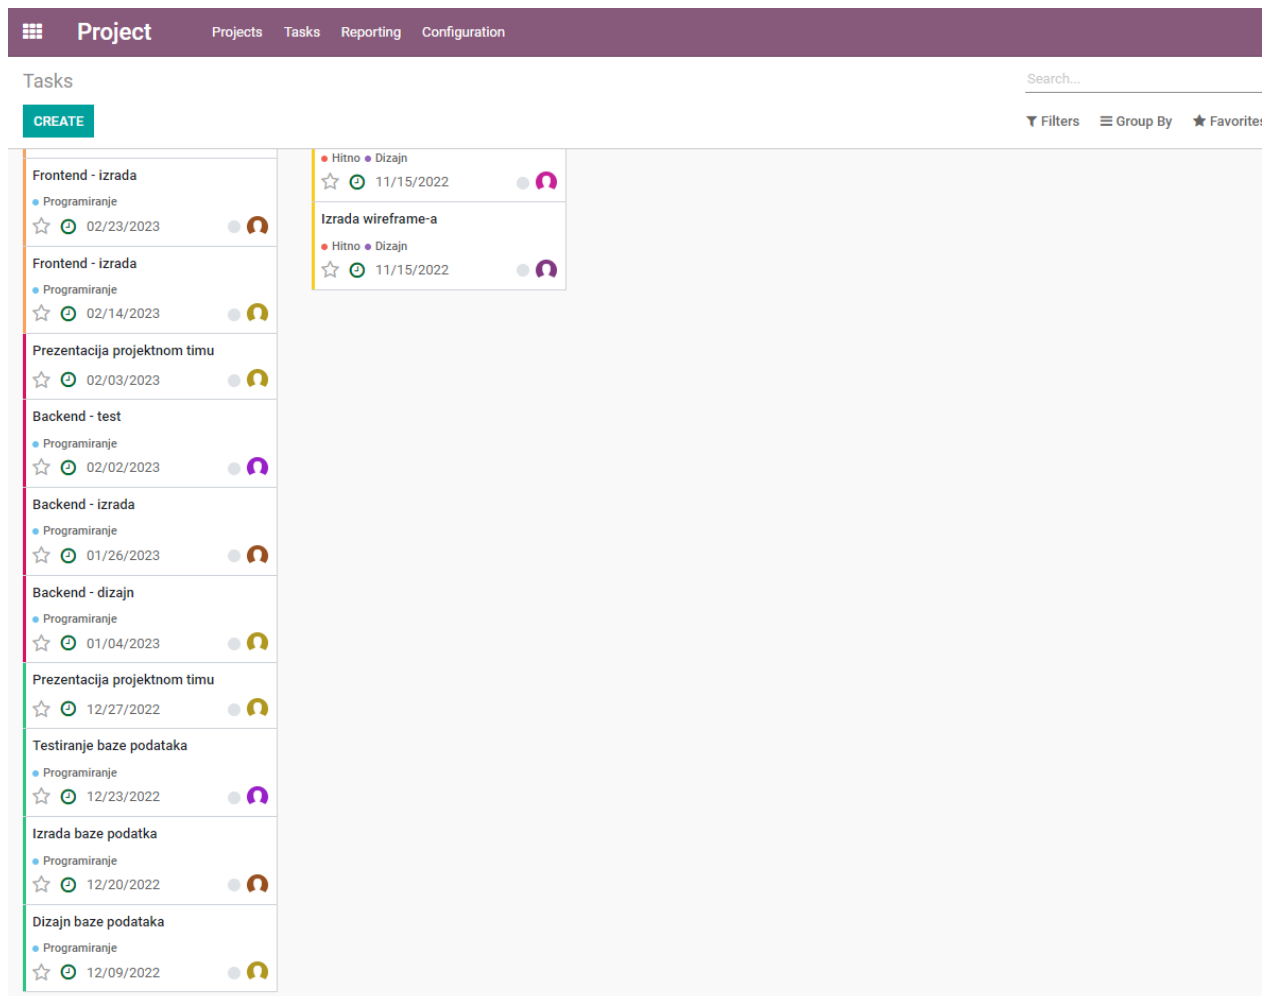 Project Projects Tasks Reporting Configuration
Tasks
Search...
CREATE
Filters Group By Favorites
Frontend - izrada
Programiranje
02/23/2023
Frontend - izrada
Programiranje
02/14/2023
Prezentacija projektnom timu
02/03/2023
Backend - test
Programiranje
02/02/2023
Backend - izrada
Programiranje
01/26/2023
Backend - dizajn
Programiranje
01/04/2023
Prezentacija projektnom timu
12/27/2022
Testiranje baze podataka
Programiranje
12/23/2022
Izrada baze podatka
Programiranje
12/20/2022
Dizajn baze podataka
Programiranje
12/09/2022
Hitno Dizajn
11/15/2022
Izrada wireframe-a
Hitno Dizajn
11/15/2022